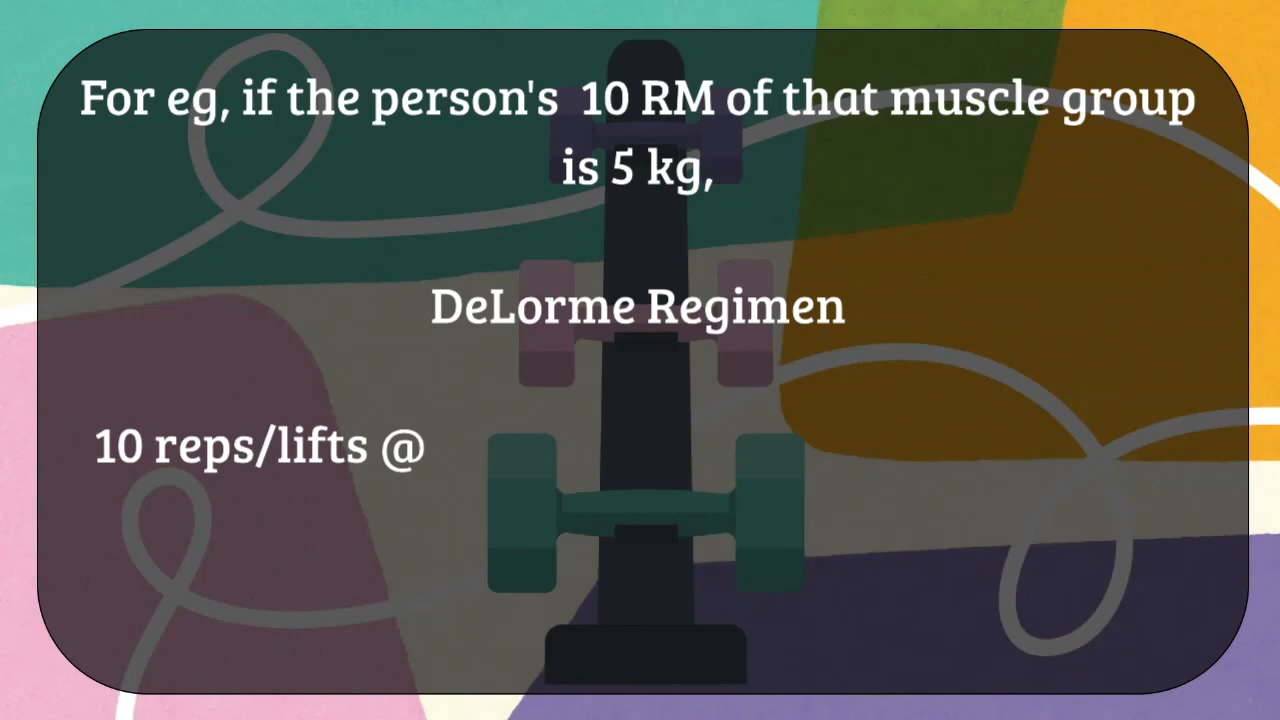 For eg, if the person's 10 RM of that muscle group
is 5 kg,
DeLorme Regimen
10 reps/lifts @